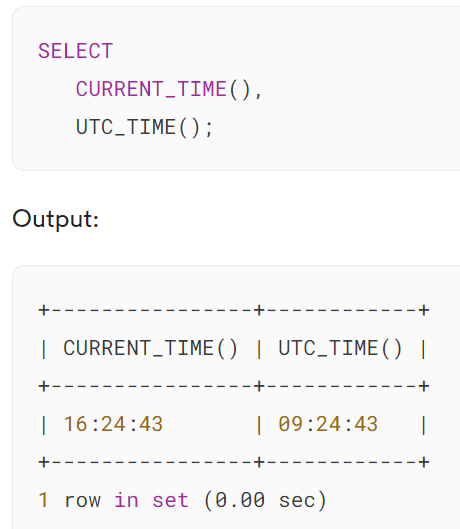 SELECT
   CURRENT_TIME(),
   UTC_TIME();
Output:
+----------------+------------+
| CURRENT_TIME() | UTC_TIME() |
+----------------+------------+
| 16:24:43       | 09:24:43   |
+----------------+------------+
1 row in set (0.00 sec)